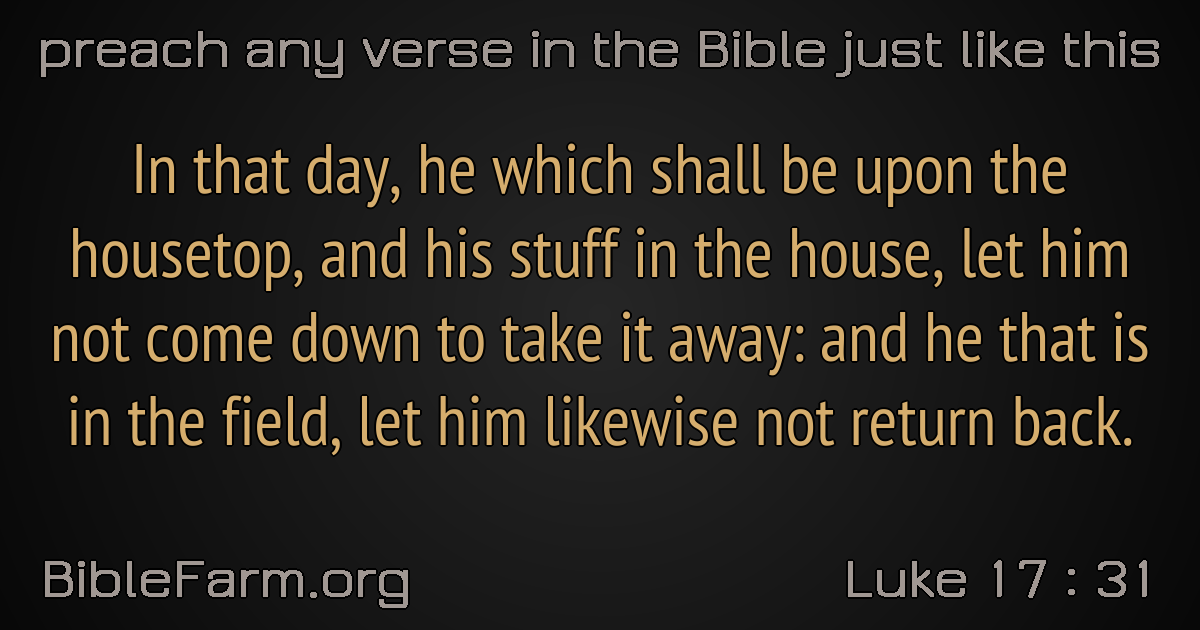 preach any verse in the Bible just like this
In that day, he which shall be upon the
housetop, and his stuff in the house, let him
not come down to take it away: and he that is
in the field, let him likewise not return back.
BibleFarm.org
Luke 17 : 31